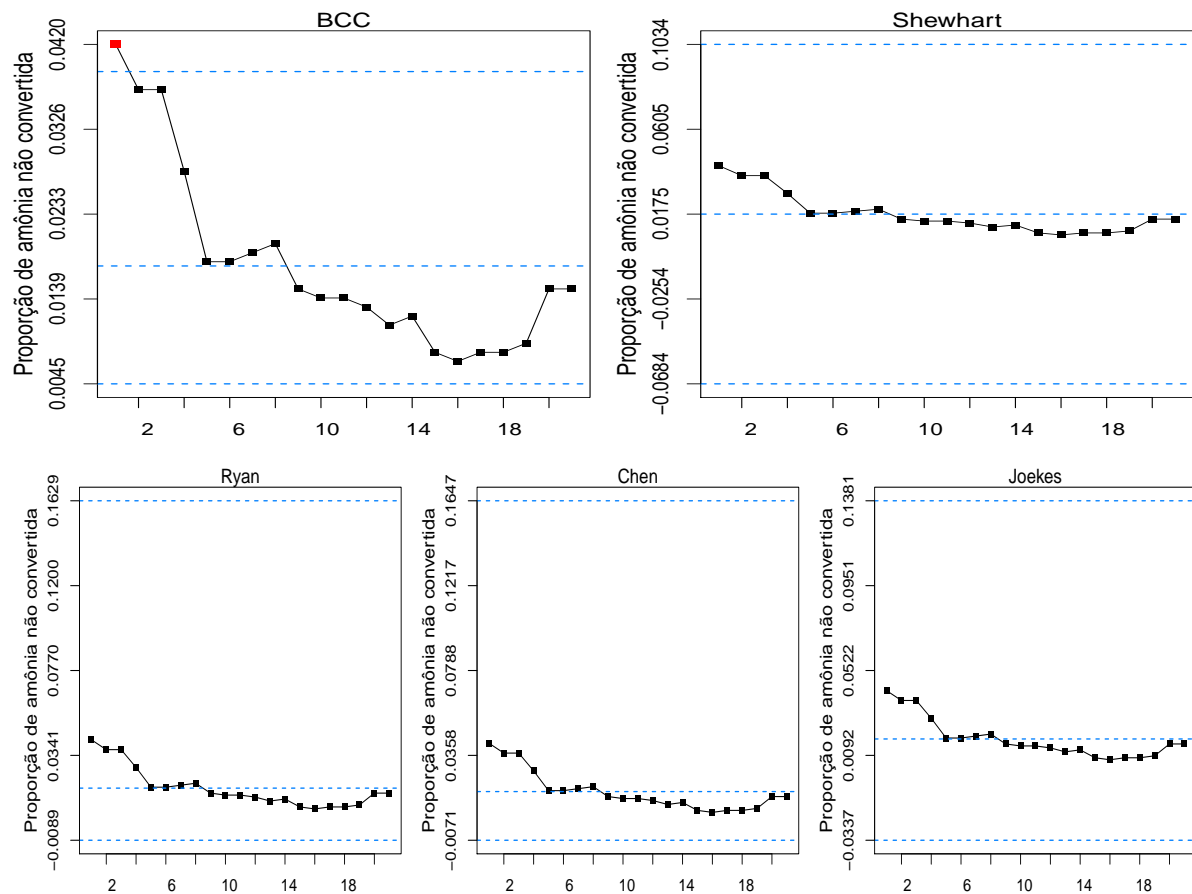 BCC
Proporção de amônia não convertida
0.0420
0.0326
0.0233
0.0139
0.0045
2 6 10 14 18
Shewhart
Proporção de amônia não convertida
0.1034
0.0605
0.0175
−0.0254
−0.0684
2 6 10 14 18
Ryan
Proporção de amônia não convertida
0.1629
0.1200
0.0770
0.0341
−0.0089
2 6 10 14 18
Chen
Proporção de amônia não convertida
0.1647
0.1217
0.0788
0.0358
−0.0071
2 6 10 14 18
Joekes
Proporção de amônia não convertida
0.1381
0.0951
0.0522
0.0092
−0.0337
2 6 10 14 18